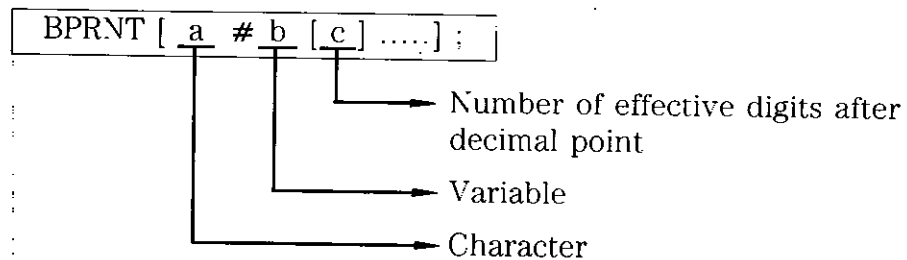 BPRNT [ a # b [c] .....] ;
Number of effective digits after
decimal point
Variable
Character